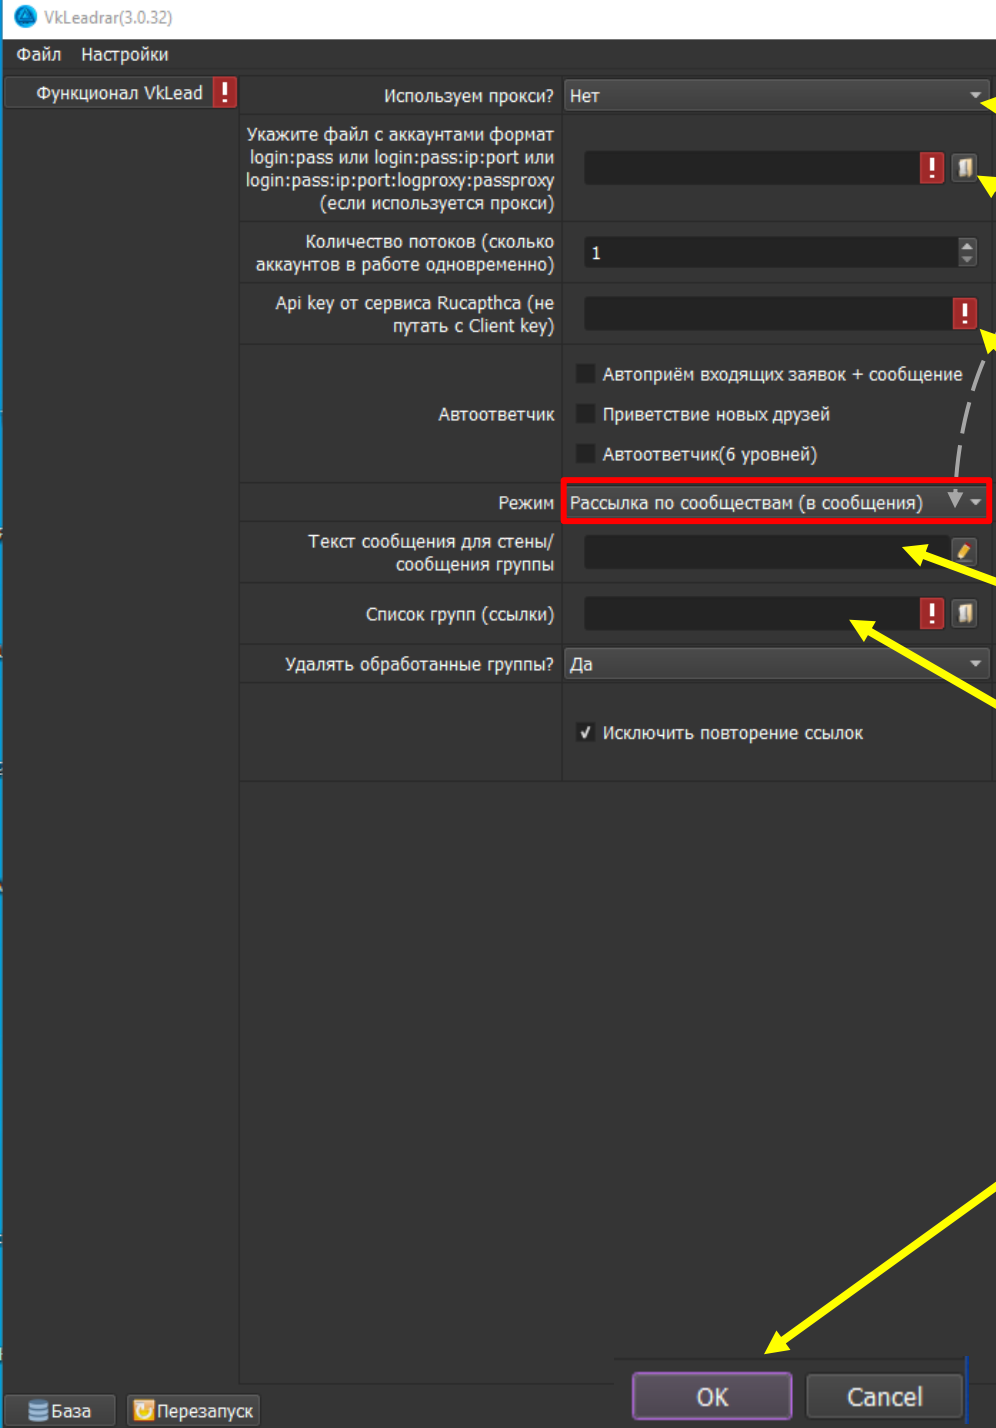 VkLeadrar(3.0.32)
Файл Настройки
Функционал VkLead
Используем прокси? Нет
Укажите файл с аккаунтами формат
login:pass или login:pass:ip:port или
login:pass:ip:port:logproxy:passproxy
(если используется прокси)
Количество потоков (сколько
аккаунтов в работе одновременно)
1
Api key от сервиса Rucapthca (не
путать с Client key)
Автоответчик
Автоприём входящих заявок + сообщение
Приветствие новых друзей
Автоответчик(6 уровней)
Режим Рассылка по сообществам (в сообщения)
Текст сообщения для стены/
сообщения группы
Список групп (ссылки)
Удалять обработанные группы? Да
Исключить повторение ссылок
OK Cancel
База Перезапуск